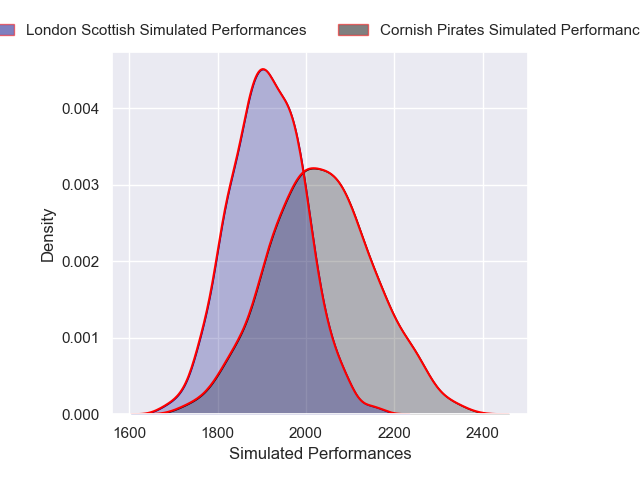 London Scottish Simulated Performances
Cornish Pirates Simulated Performanc
0.004
0.003
0.002
0.001
0.000
Density
1600 1800 2000 2200 2400
Simulated Performances